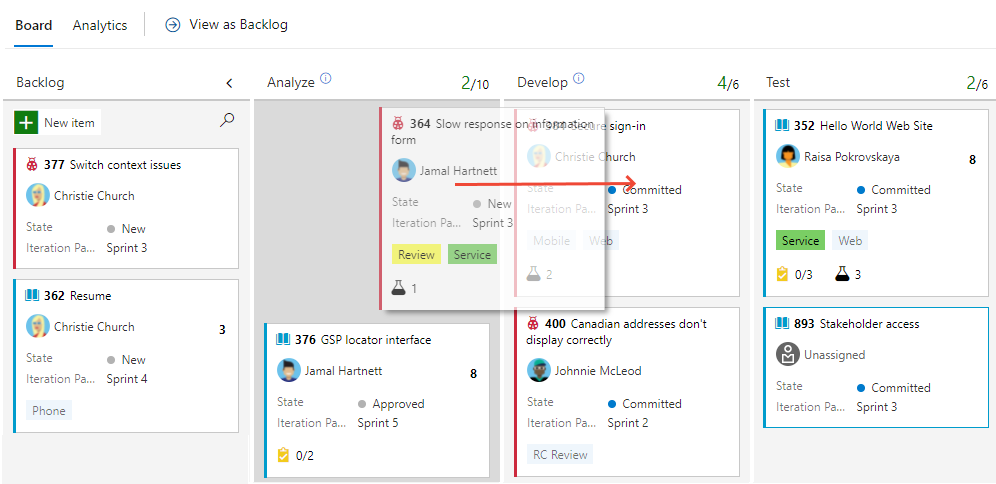 Board Analytics View as Backlog
Backlog
New item
377 Switch context issues
Christie Church
State New
Iteration Pa... Sprint 3
362 Resume
Christie Church 3
State New
Iteration Pa... Sprint 4
Phone
Analyze 2/10
364 Slow response on information
form
Jamal Hartnett
State New
Iteration Pa... Sprint 3
Review Service
1
376 GSP locator interface
Jamal Hartnett 8
State Approved
Iteration Pa... Sprint 5
0/2
Develop 4/6
Secure sign-in
Christie Church
State Committed
Iteration Pa... Sprint 3
Mobile Web
2
400 Canadian addresses don't
display correctly
Johnnie McLeod
State Committed
Iteration Pa... Sprint 2
RC Review
Test 2/6
352 Hello World Web Site
Raisa Pokrovskaya 8
State Committed
Iteration Pa... Sprint 3
Service Web
0/3 3
893 Stakeholder access
Unassigned
State Committed
Iteration Pa... Sprint 3